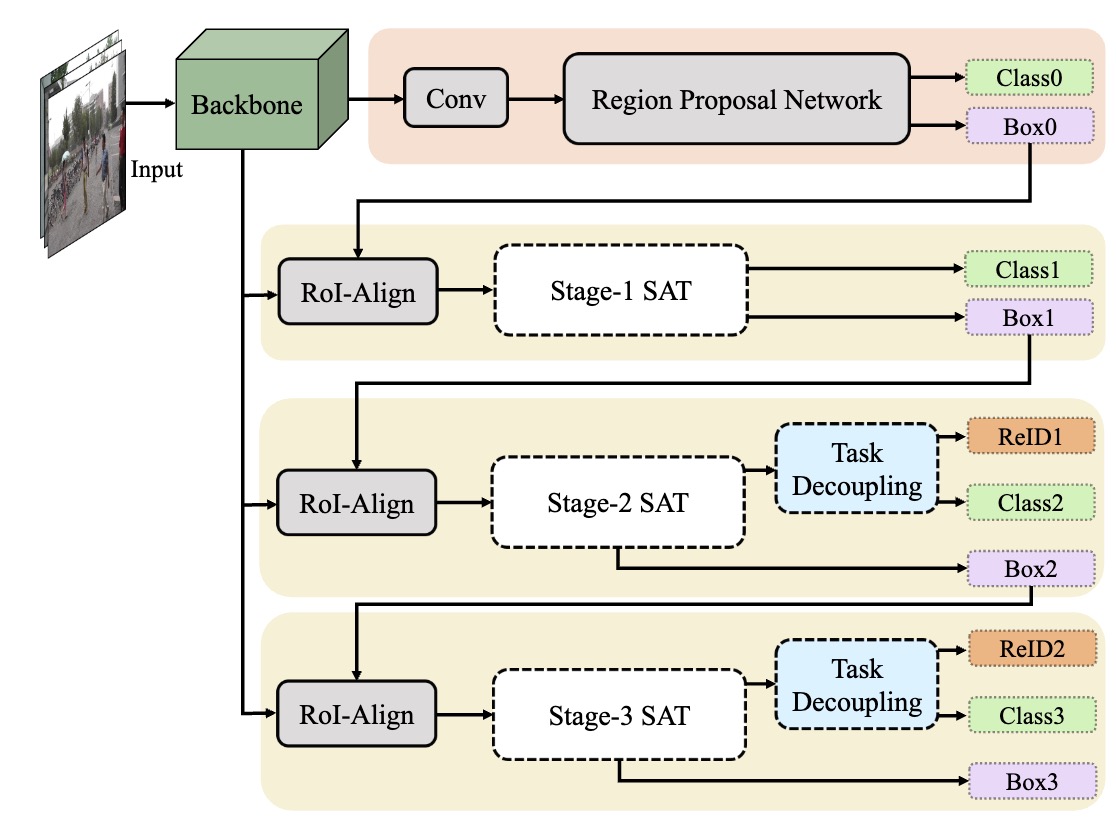 Backbone
Input
Conv
Region Proposal Network
Class0
Box0
RoI-Align
Stage-1 SAT
Class1
Box1
RoI-Align
Stage-2 SAT
Task
Decoupling
ReID1
Class2
Box2
RoI-Align
Stage-3 SAT
Task
Decoupling
ReID2
Class3
Box3